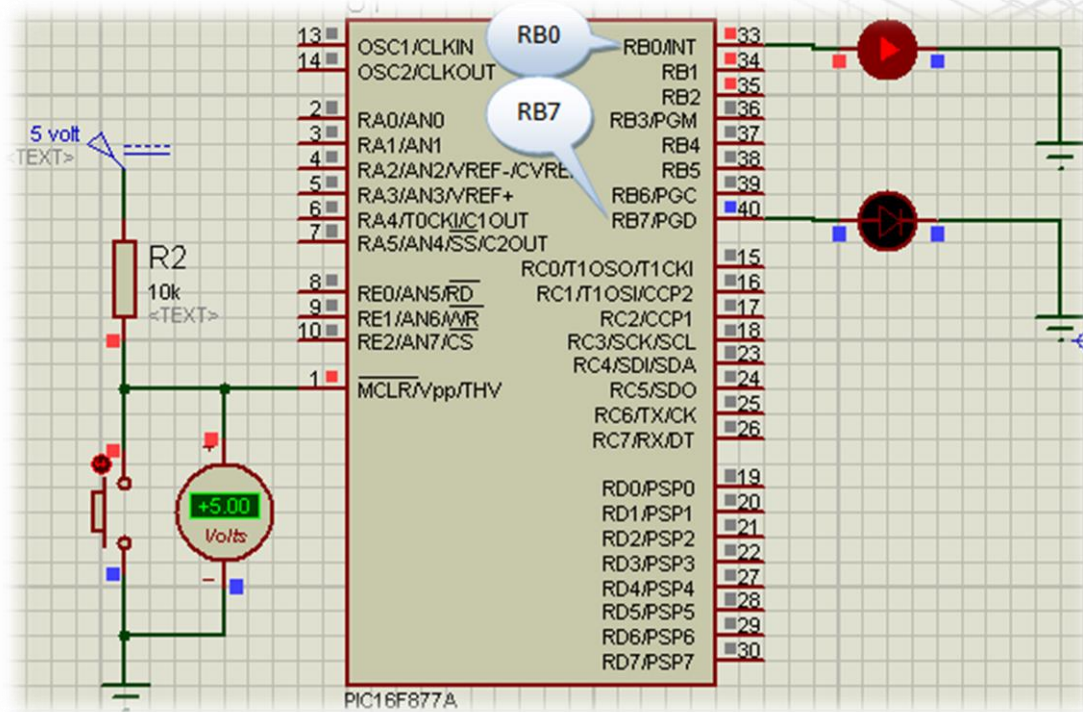 RB0
RB7
5 volt
<TEXT>
R2
10k
<TEXT>
+5.00
Volts
+
−
13 OSC1/CLKIN
14 OSC2/CLKOUT
2 RA0/AN0
3 RA1/AN1
4 RA2/AN2/VREF-/CVRE
5 RA3/AN3/VREF+
6 RA4/T0CKI/C1OUT
7 RA5/AN4/SS/C2OUT
8 RE0/AN5/RD
9 RE1/AN6/WR
10 RE2/AN7/CS
1 MCLR/Vpp/THV
RB0/INT 33
RB1 34
RB2 35
RB3/PGM 36
RB4 37
RB5 38
RB6/PGC 39
RB7/PGD 40
RC0/T1OSO/T1CKI 15
RC1/T1OSI/CCP2 16
RC2/CCP1 17
RC3/SCK/SCL 18
RC4/SDI/SDA 23
RC5/SDO 24
RC6/TX/CK 25
RC7/RX/DT 26
RD0/PSP0 19
RD1/PSP1 20
RD2/PSP2 21
RD3/PSP3 22
RD4/PSP4 27
RD5/PSP5 28
RD6/PSP6 29
RD7/PSP7 30
PIC16F877A